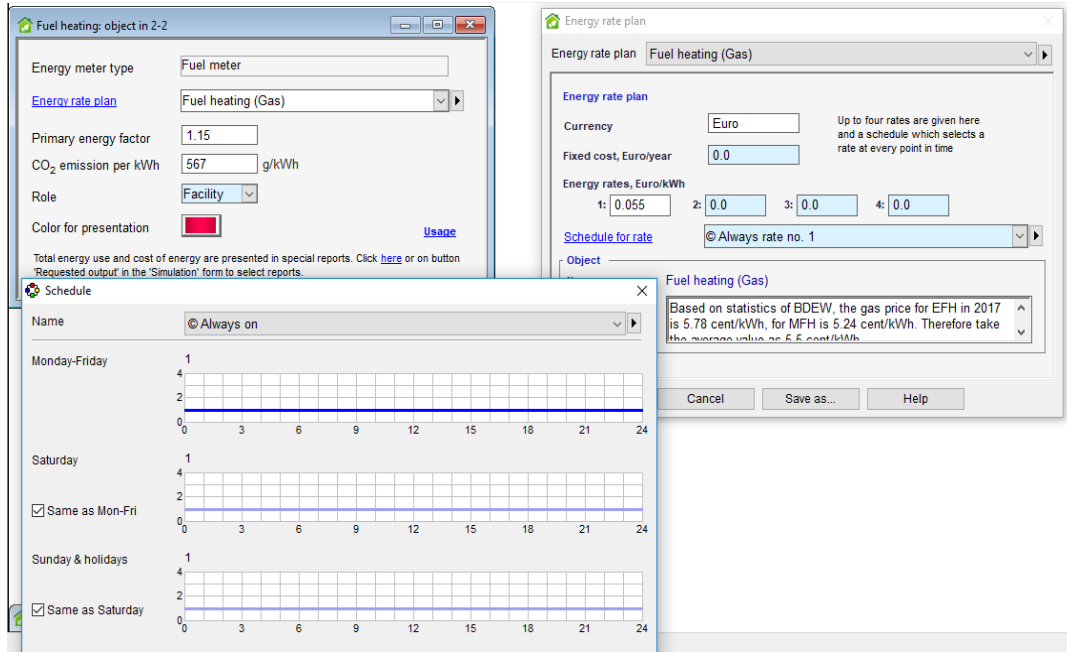 Fuel heating: object in 2-2
Energy meter type Fuel meter
Energy rate plan Fuel heating (Gas)
Primary energy factor 1.15
CO2 emission per kWh 567 g/kWh
Role Facility
Color for presentation
Usage
Total energy use and cost of energy are presented in special reports. Click here or on button
'Requested output' in the 'Simulation' form to select reports.
Energy rate plan
Energy rate plan Fuel heating (Gas)
Energy rate plan
Currency Euro
Fixed cost, Euro/year 0.0
Up to four rates are given here
and a schedule which selects a
rate at every point in time
Energy rates, Euro/kWh
1: 0.055 2: 0.0 3: 0.0 4: 0.0
Schedule for rate © Always rate no. 1
Object
Fuel heating (Gas)
Based on statistics of BDEW, the gas price for EFH in 2017
is 5.78 cent/kWh, for MFH is 5.24 cent/kWh. Therefore take
the average value as 5.5 cent/kWh
Cancel Save as... Help
Schedule
Name © Always on
Monday-Friday 1
4
2
0
0 3 6 9 12 15 18 21 24
Saturday 1
4
2
Same as Mon-Fri
0
0 3 6 9 12 15 18 21 24
Sunday & holidays 1
4
2
Same as Saturday
0
0 3 6 9 12 15 18 21 24